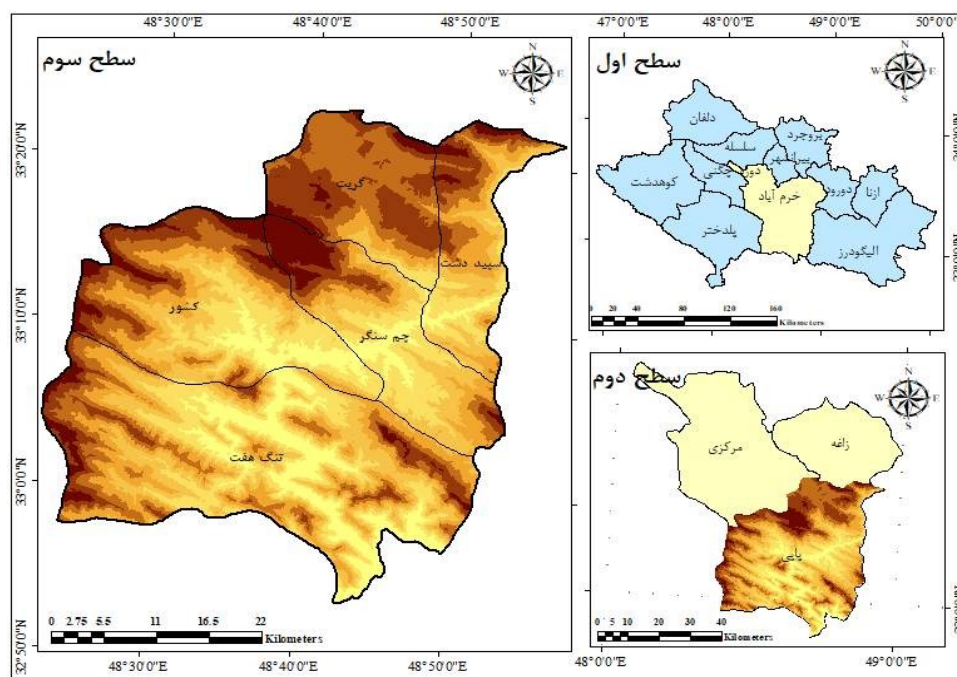 48°30'0"E 48°40'0"E 48°50'0"E
سطح سوم
N
W E
S
33°20'0"N
گریت
سپید دشت
33°10'0"N
کشور
چم سنگر
33°0'0"N
تنگ هفت
0 2.75 5.5 11 16.5 22
Kilometers
32°50'0"N
48°30'0"E 48°40'0"E 48°50'0"E
47°0'0"E 48°0'0"E 49°0'0"E 50°0'0"E
سطح اول
N
W E
S
دلفان
بروجرد
سلسله
بیرانشهر
دوره چگنی
کوهدشت
خرم آباد
دورود
ازنا
پلدختر
الیگودرز
0 20 40 80 120 160
Kilometers
سطح دوم
N
W E
S
زاغه
مرکزی
پاپی
0 5 10 20 30 40
Kilometers
48°0'0"E 49°0'0"E